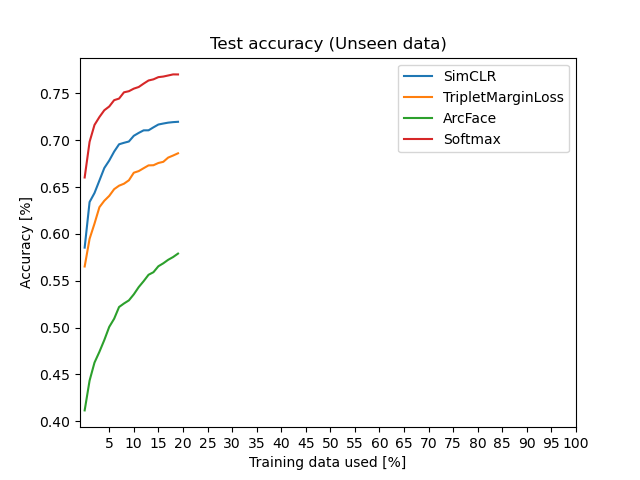 Test accuracy (Unseen data)
SimCLR
TripletMarginLoss
ArcFace
Softmax
Accuracy [%]
0.75
0.70
0.65
0.60
0.55
0.50
0.45
0.40
5 10 15 20 25 30 35 40 45 50 55 60 65 70 75 80 85 90 95 100
Training data used [%]